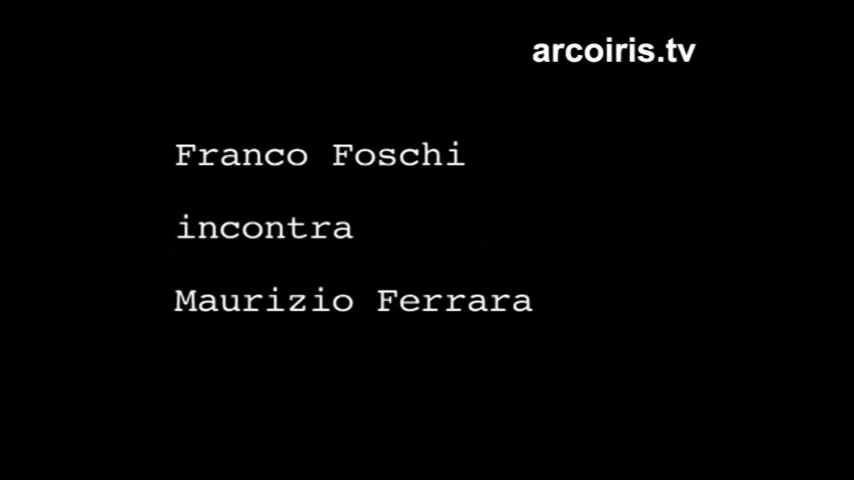 arcoiris.tv
Franco Foschi
incontra
Maurizio Ferrara